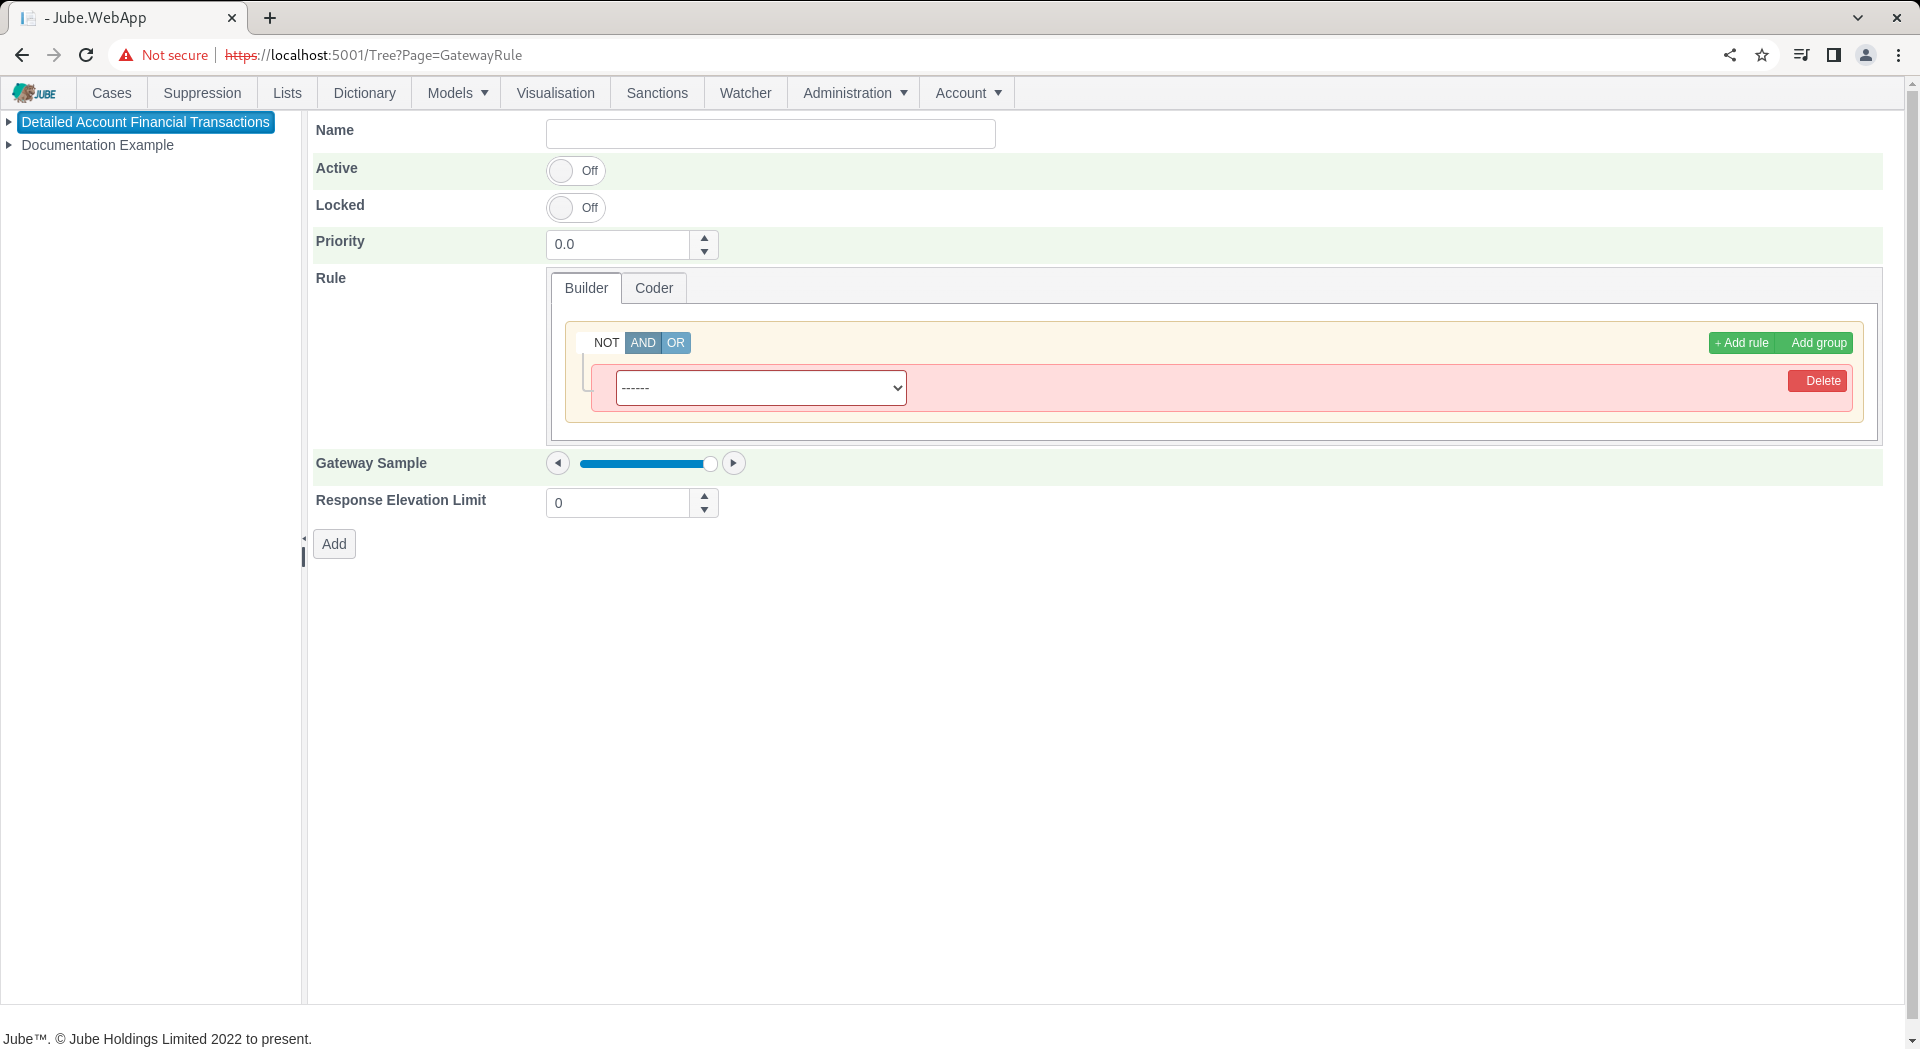 - Jube.WebApp
Not secure https://localhost:5001/Tree?Page=GatewayRule
JUBE Cases Suppression Lists Dictionary Models Visualisation Sanctions Watcher Administration Account
Detailed Account Financial Transactions
Documentation Example
Name
Active Off
Locked Off
Priority 0.0
Rule Builder Coder
NOT AND OR + Add rule Add group
------ Delete
Gateway Sample
Response Elevation Limit 0
Add
Jube™. © Jube Holdings Limited 2022 to present.